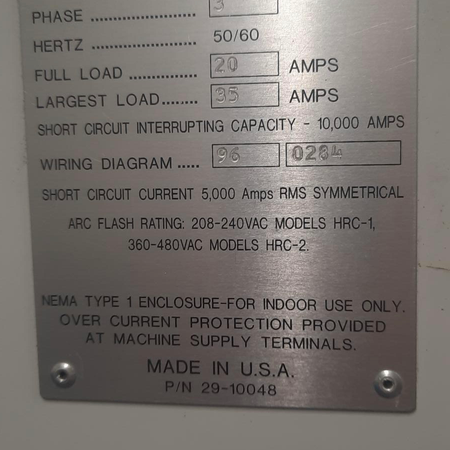 PHASE .................... 3
HERTZ .................... 50/60
FULL LOAD ............. 20 AMPS
LARGEST LOAD....... 35 AMPS
SHORT CIRCUIT INTERRUPTING CAPACITY - 10,000 AMPS
WIRING DIAGRAM ..... 96 0284
SHORT CIRCUIT CURRENT 5,000 Amps RMS SYMMETRICAL
ARC FLASH RATING: 208-240VAC MODELS HRC-1,
360-480VAC MODELS HRC-2.
NEMA TYPE 1 ENCLOSURE-FOR INDOOR USE ONLY.
OVER CURRENT PROTECTION PROVIDED
AT MACHINE SUPPLY TERMINALS.
MADE IN U.S.A.
P/N 29-10048